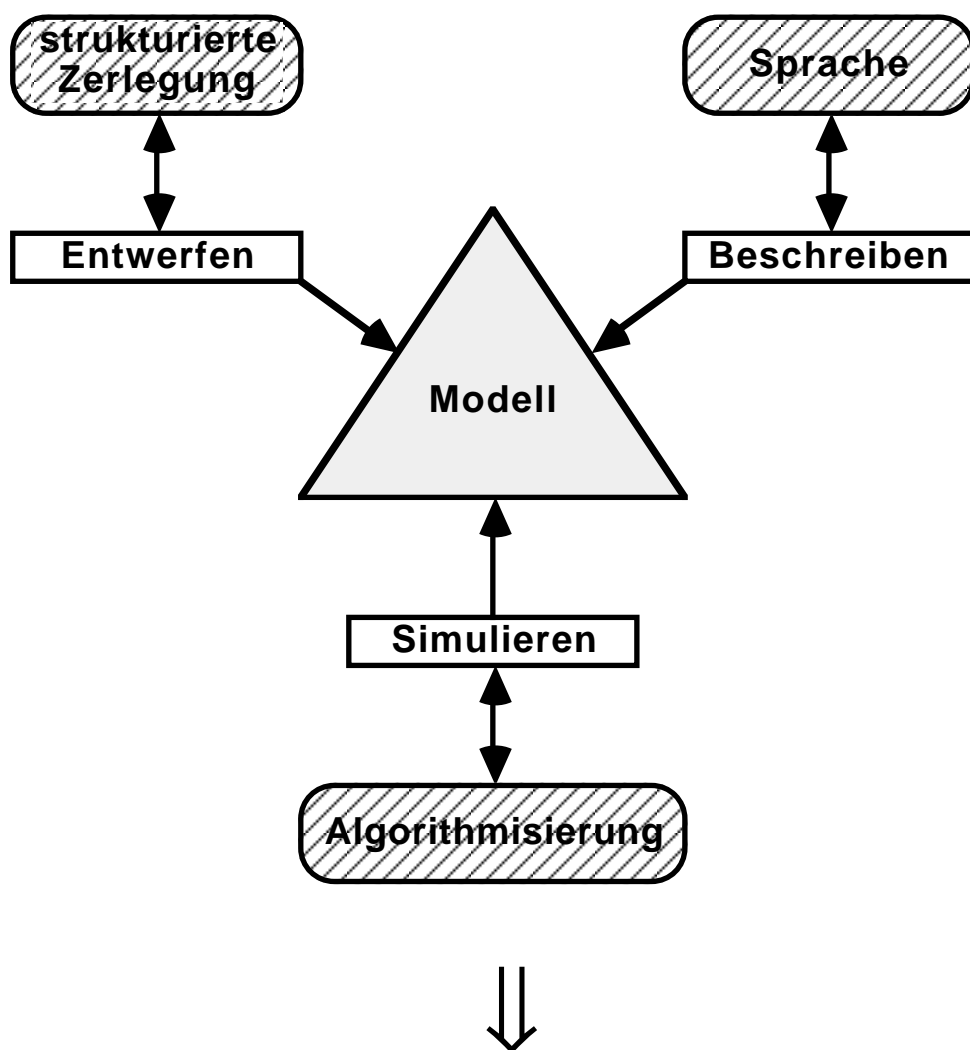 strukturierte
Zerlegung
Sprache
Entwerfen
Beschreiben
Modell
Simulieren
Algorithmisierung